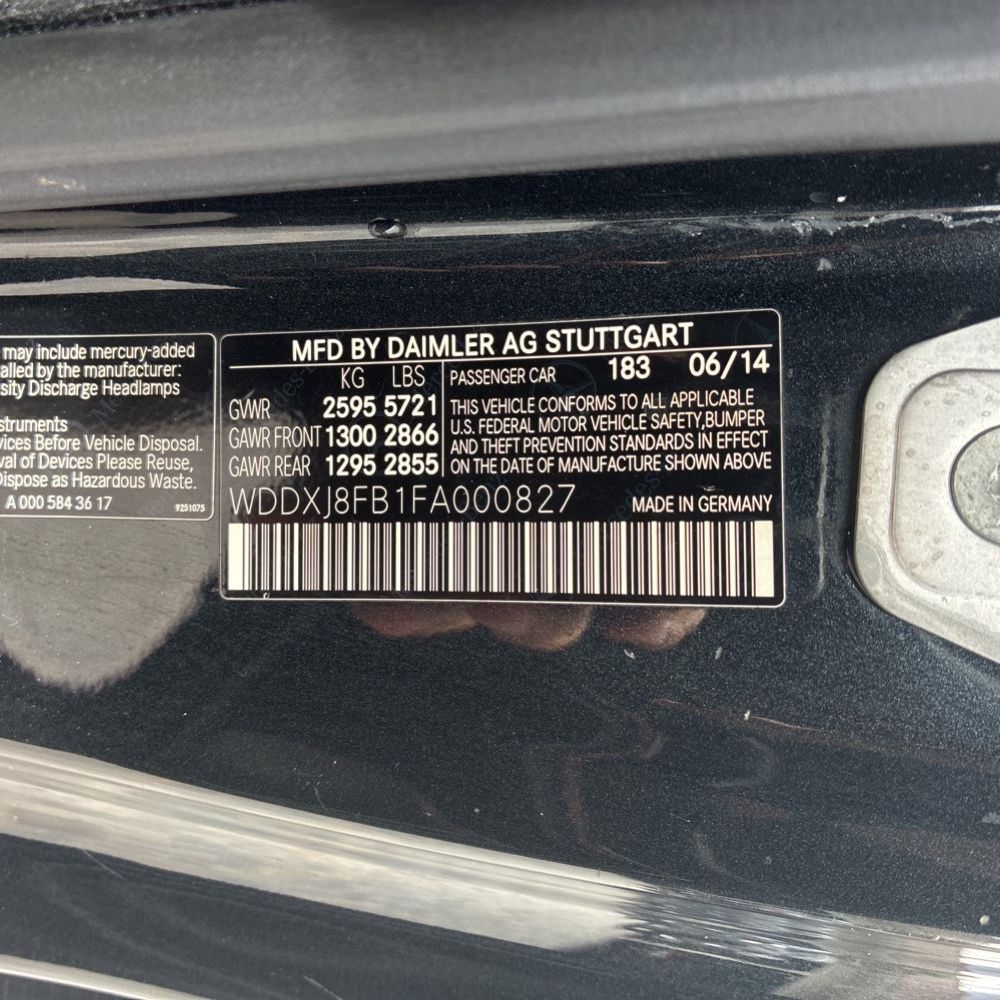 may include mercury-added
alled by the manufacturer:
sity Discharge Headlamps
struments
vices Before Vehicle Disposal.
val of Devices Please Reuse,
Dispose as Hazardous Waste.
A 000 584 36 17
9251075
MFD BY DAIMLER AG STUTTGART
KG LBS
GVWR 2595 5721
GAWR FRONT 1300 2866
GAWR REAR 1295 2855
PASSENGER CAR 183 06/14
THIS VEHICLE CONFORMS TO ALL APPLICABLE
U.S. FEDERAL MOTOR VEHICLE SAFETY,BUMPER
AND THEFT PREVENTION STANDARDS IN EFFECT
ON THE DATE OF MANUFACTURE SHOWN ABOVE
WDDXJ8FB1FA000827
MADE IN GERMANY